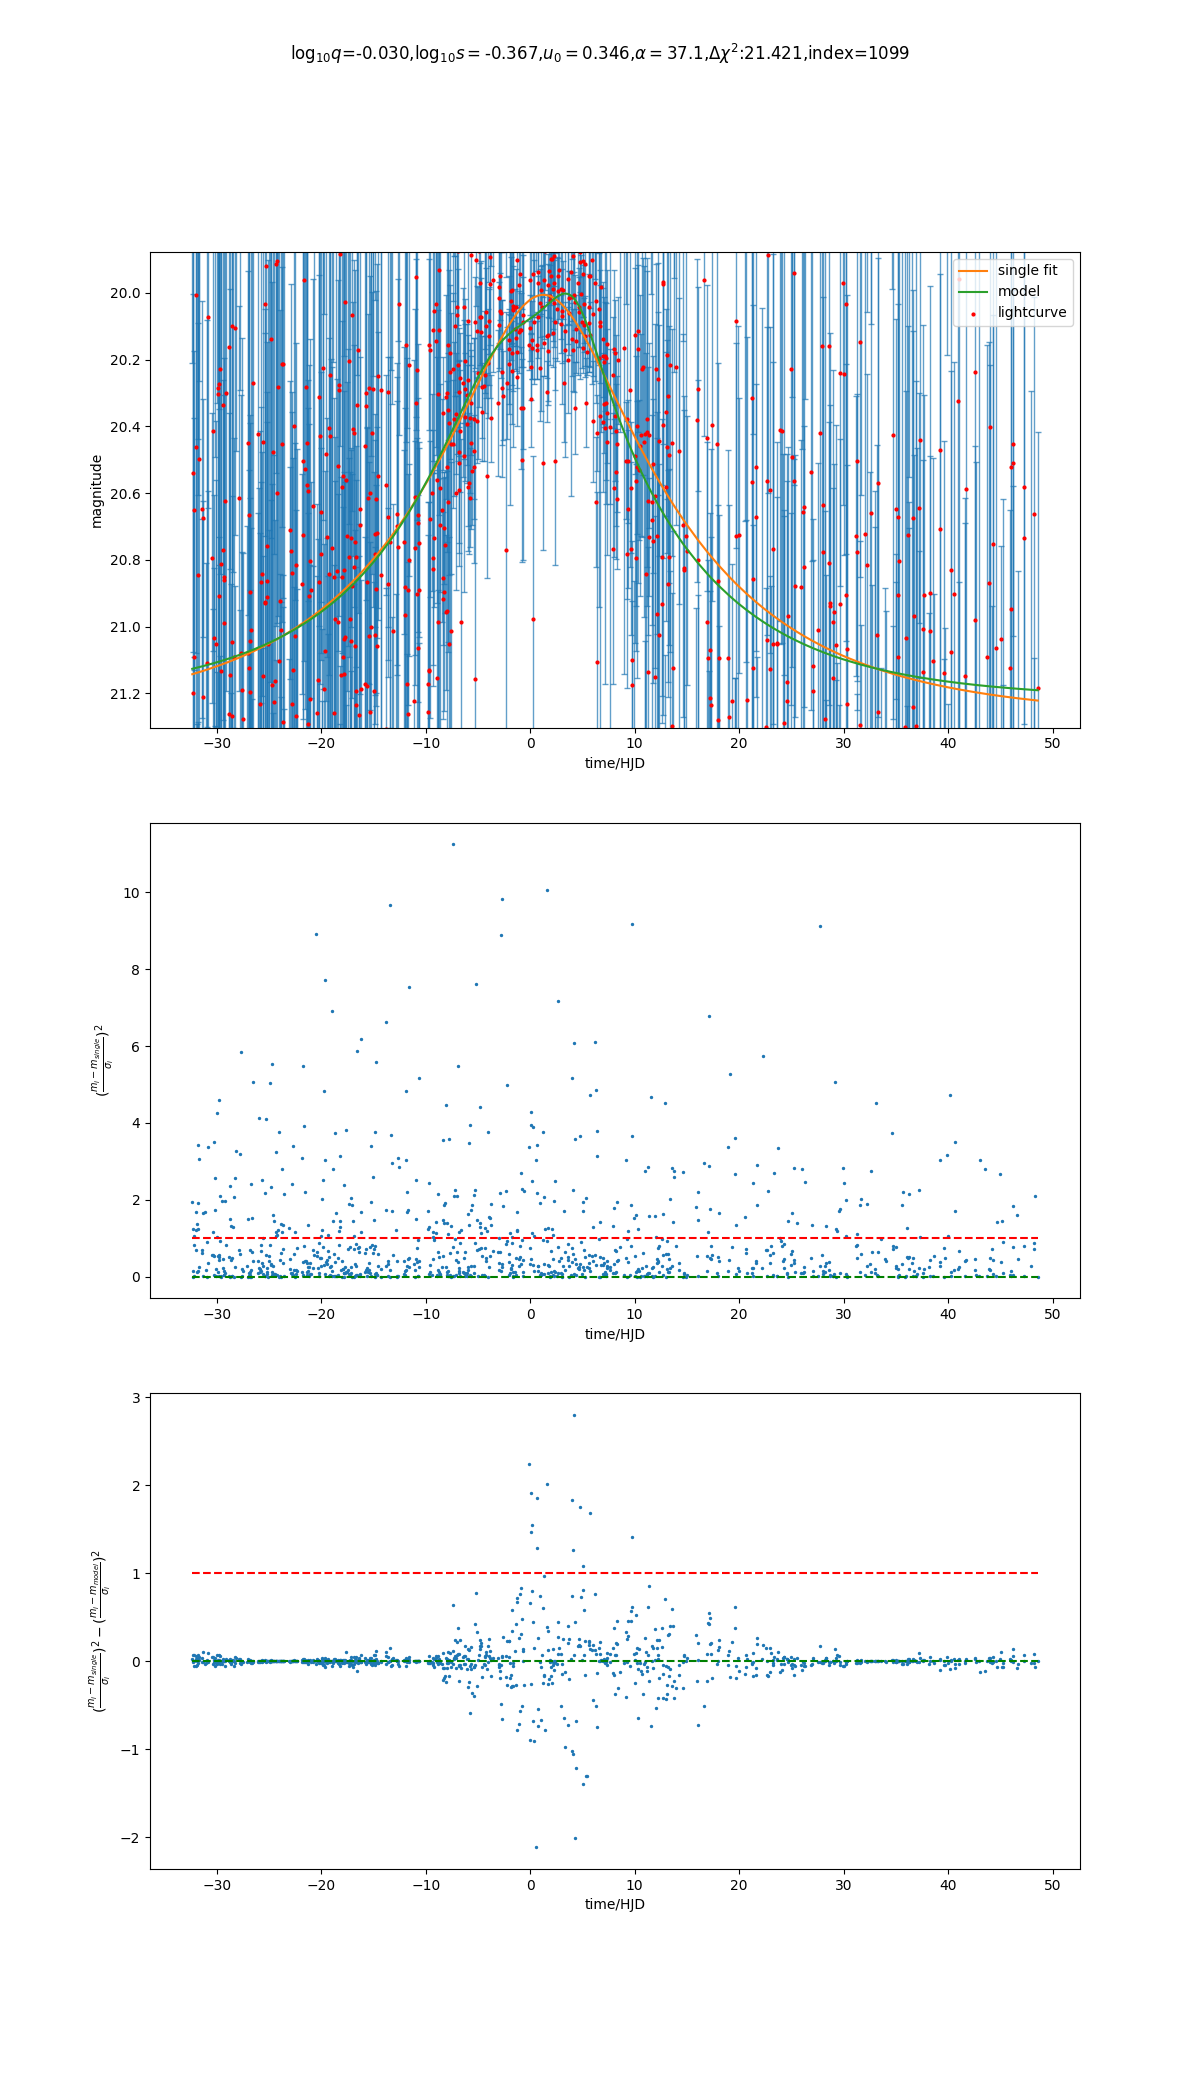 log₁₀q=-0.030,log₁₀s = -0.367,u₀ = 0.346,α = 37.1,Δχ²:21.421,index=1099
20.0
20.2
20.4
20.6
20.8
21.0
21.2
magnitude
single fit
model
lightcurve
−30 −20 −10 0 10 20 30 40 50
time/HJD
10
8
6
4
2
0
(mᵢ − m_single / σᵢ)²
−30 −20 −10 0 10 20 30 40 50
time/HJD
3
2
1
0
−1
−2
(mᵢ − m_single / σᵢ)² − (mᵢ − m_model / σᵢ)²
−30 −20 −10 0 10 20 30 40 50
time/HJD